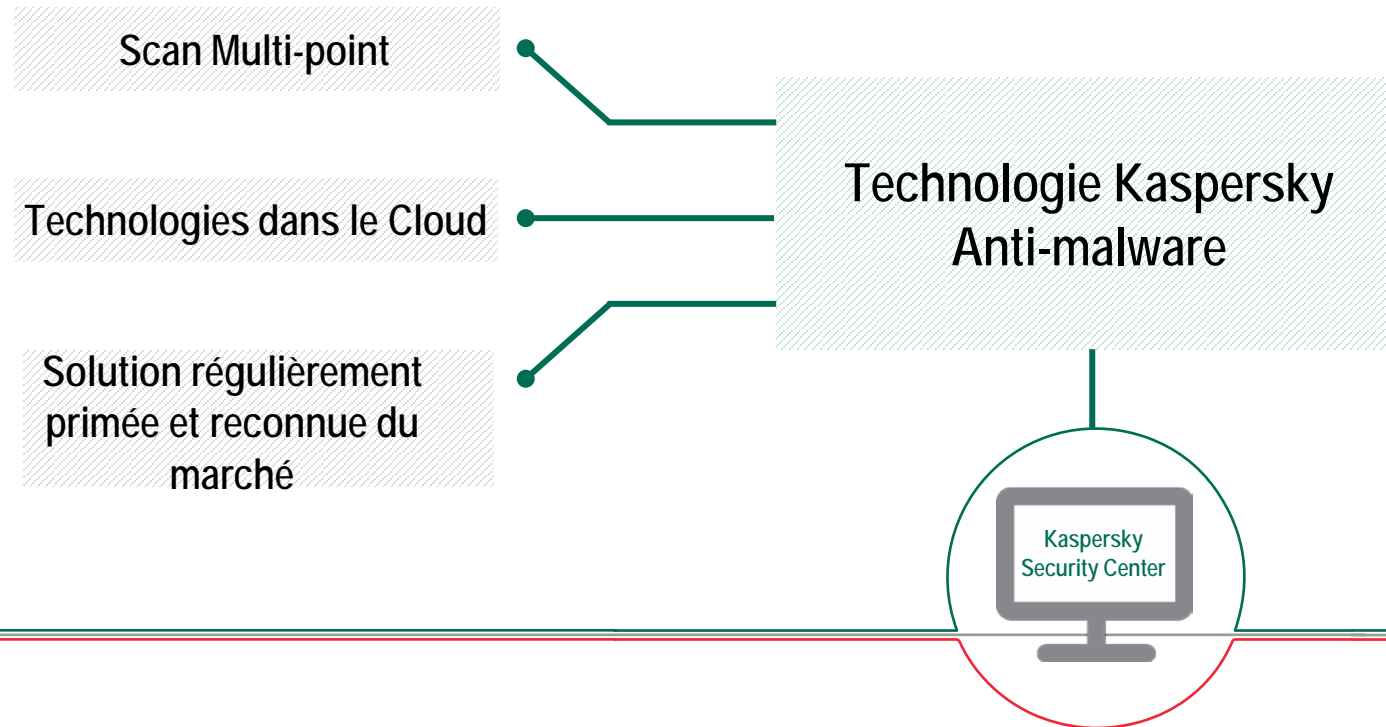 Scan Multi-point
Technologies dans le Cloud
Solution régulièrement
primée et reconnue du
marché
Technologie Kaspersky
Anti-malware
Kaspersky
Security Center